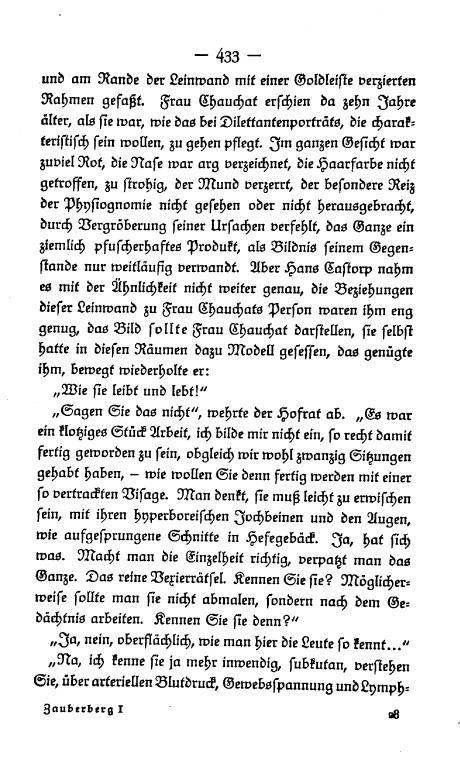 — 433 —
und am Rande der Leinwand mit einer Goldleiste verzierten
Rahmen gefaßt. Frau Chauchat erschien da zehn Jahre
älter, als sie war, wie das bei Dilettantenporträts, die charak-
teristisch sein wollen, zu gehen pflegt. Im ganzen Gesicht war
zuviel Rot, die Nase war arg verzeichnet, die Haarfarbe nicht
getroffen, zu strohig, der Mund verzerrt, der besondere Reiz
der Physiognomie nicht gesehen oder nicht herausgebracht,
durch Vergröberung seiner Ursachen verfehlt, das Ganze ein
ziemlich pfuscherhaftes Produkt, als Bildnis seinem Gegen-
stande nur weitläufig verwandt. Aber Hans Castorp nahm
es mit der Ähnlichkeit nicht weiter genau, die Beziehungen
dieser Leinwand zu Frau Chauchats Person waren ihm eng
genug, das Bild sollte Frau Chauchat darstellen, sie selbst
hatte in diesen Räumen dazu Modell gesessen, das genügte
ihm, bewegt wiederholte er:
„Wie sie leibt und lebt!“
„Sagen Sie das nicht“, wehrte der Hofrat ab. „Es war
ein klotziges Stück Arbeit, ich bilde mir nicht ein, so recht damit
fertig geworden zu sein, obgleich wir wohl zwanzig Sitzungen
gehabt haben, – wie wollen Sie denn fertig werden mit einer
so vertrackten Visage. Man denkt, sie muß leicht zu erwischen
sein, mit ihren hyperboreischen Jochbeinen und den Augen,
wie aufgesprungene Schnitte in Hefegebäck. Ja, hat sich
was. Macht man die Einzelheit richtig, verpatzt man das
Ganze. Das reine Vexierrätsel. Kennen Sie sie? Möglicher-
weise sollte man sie nicht abmalen, sondern nach dem Ge-
dächtnis arbeiten. Kennen Sie sie denn?“
„Ja, nein, oberflächlich, wie man hier die Leute so kennt...“
„Na, ich kenne sie ja mehr inwendig, subkutan, verstehen
Sie, über arteriellen Blutdruck, Gewebsspannung und Lymph-
Zauberberg I 28